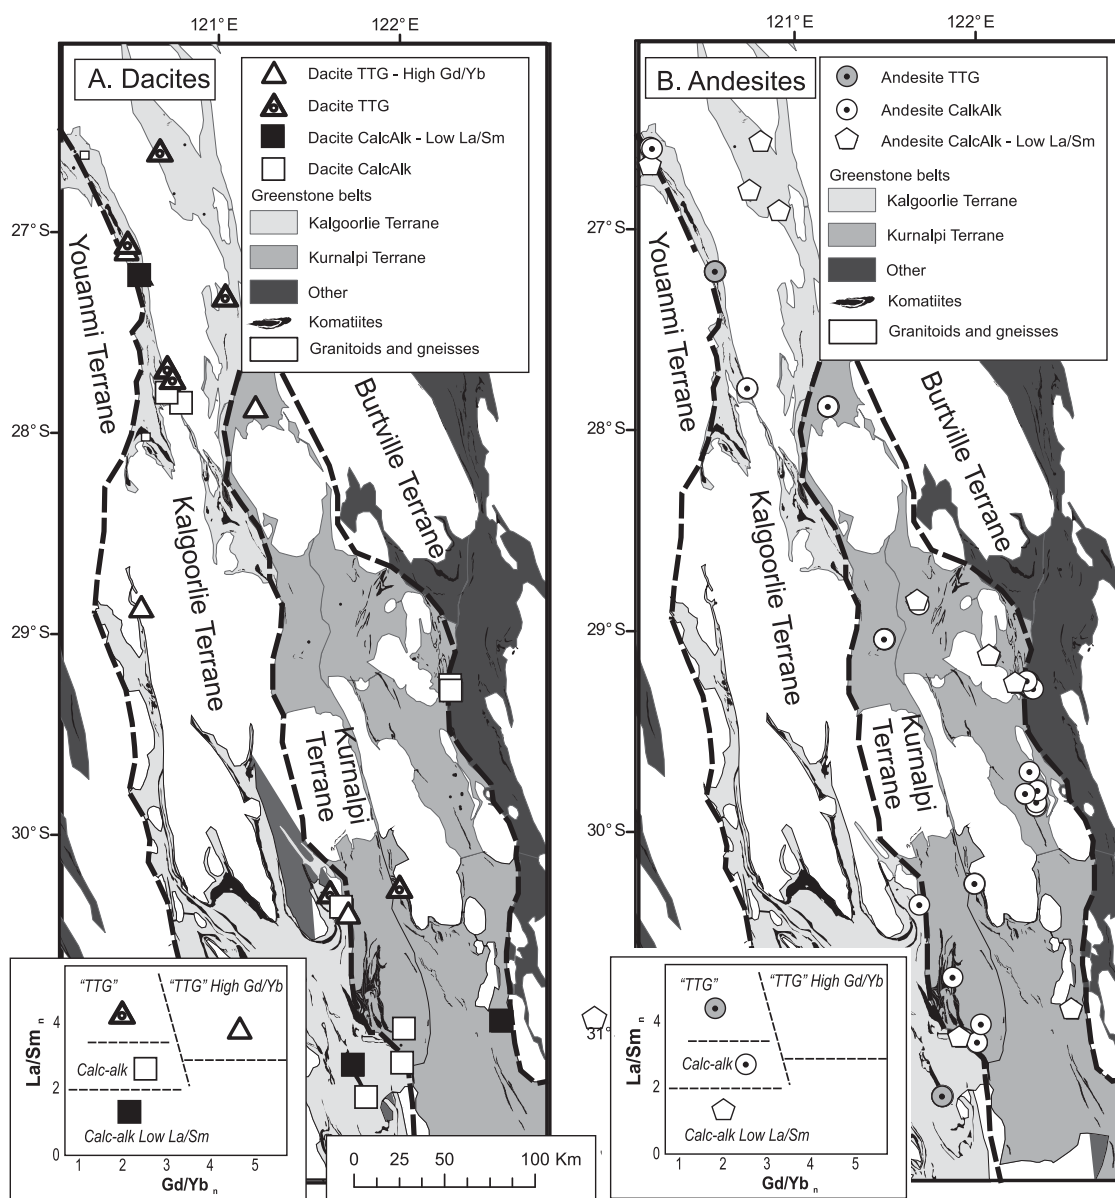 121° E
122° E
A. Dacites
Dacite TTG - High Gd/Yb
Dacite TTG
Dacite CalcAlk - Low La/Sm
Dacite CalcAlk
Greenstone belts
Kalgoorlie Terrane
Kurnalpi Terrane
Other
Komatiites
Granitoids and gneisses
27° S
28° S
29° S
30° S
Youanmi Terrane
Kalgoorlie Terrane
Burtville Terrane
Kurnalpi
Terrane
"TTG"
"TTG" High Gd/Yb
Calc-alk
Calc-alk Low La/Sm
La/Sm n
4
2
0
1 2 3 4 5
Gd/Yb n
0 25 50 100 Km
121° E
122° E
B. Andesites
Andesite TTG
Andesite CalkAlk
Andesite CalcAlk - Low La/Sm
Greenstone belts
Kalgoorlie Terrane
Kurnalpi Terrane
Other
Komatiites
Granitoids and gneisses
27° S
28° S
29° S
30° S
31°
Youanmi Terrane
Kalgoorlie Terrane
Burtville Terrane
Kurnalpi
Terrane
"TTG"
"TTG" High Gd/Yb
Calc-alk
Calc-alk Low La/Sm
La/Sm n
4
2
0
1 2 3 4 5
Gd/Yb n